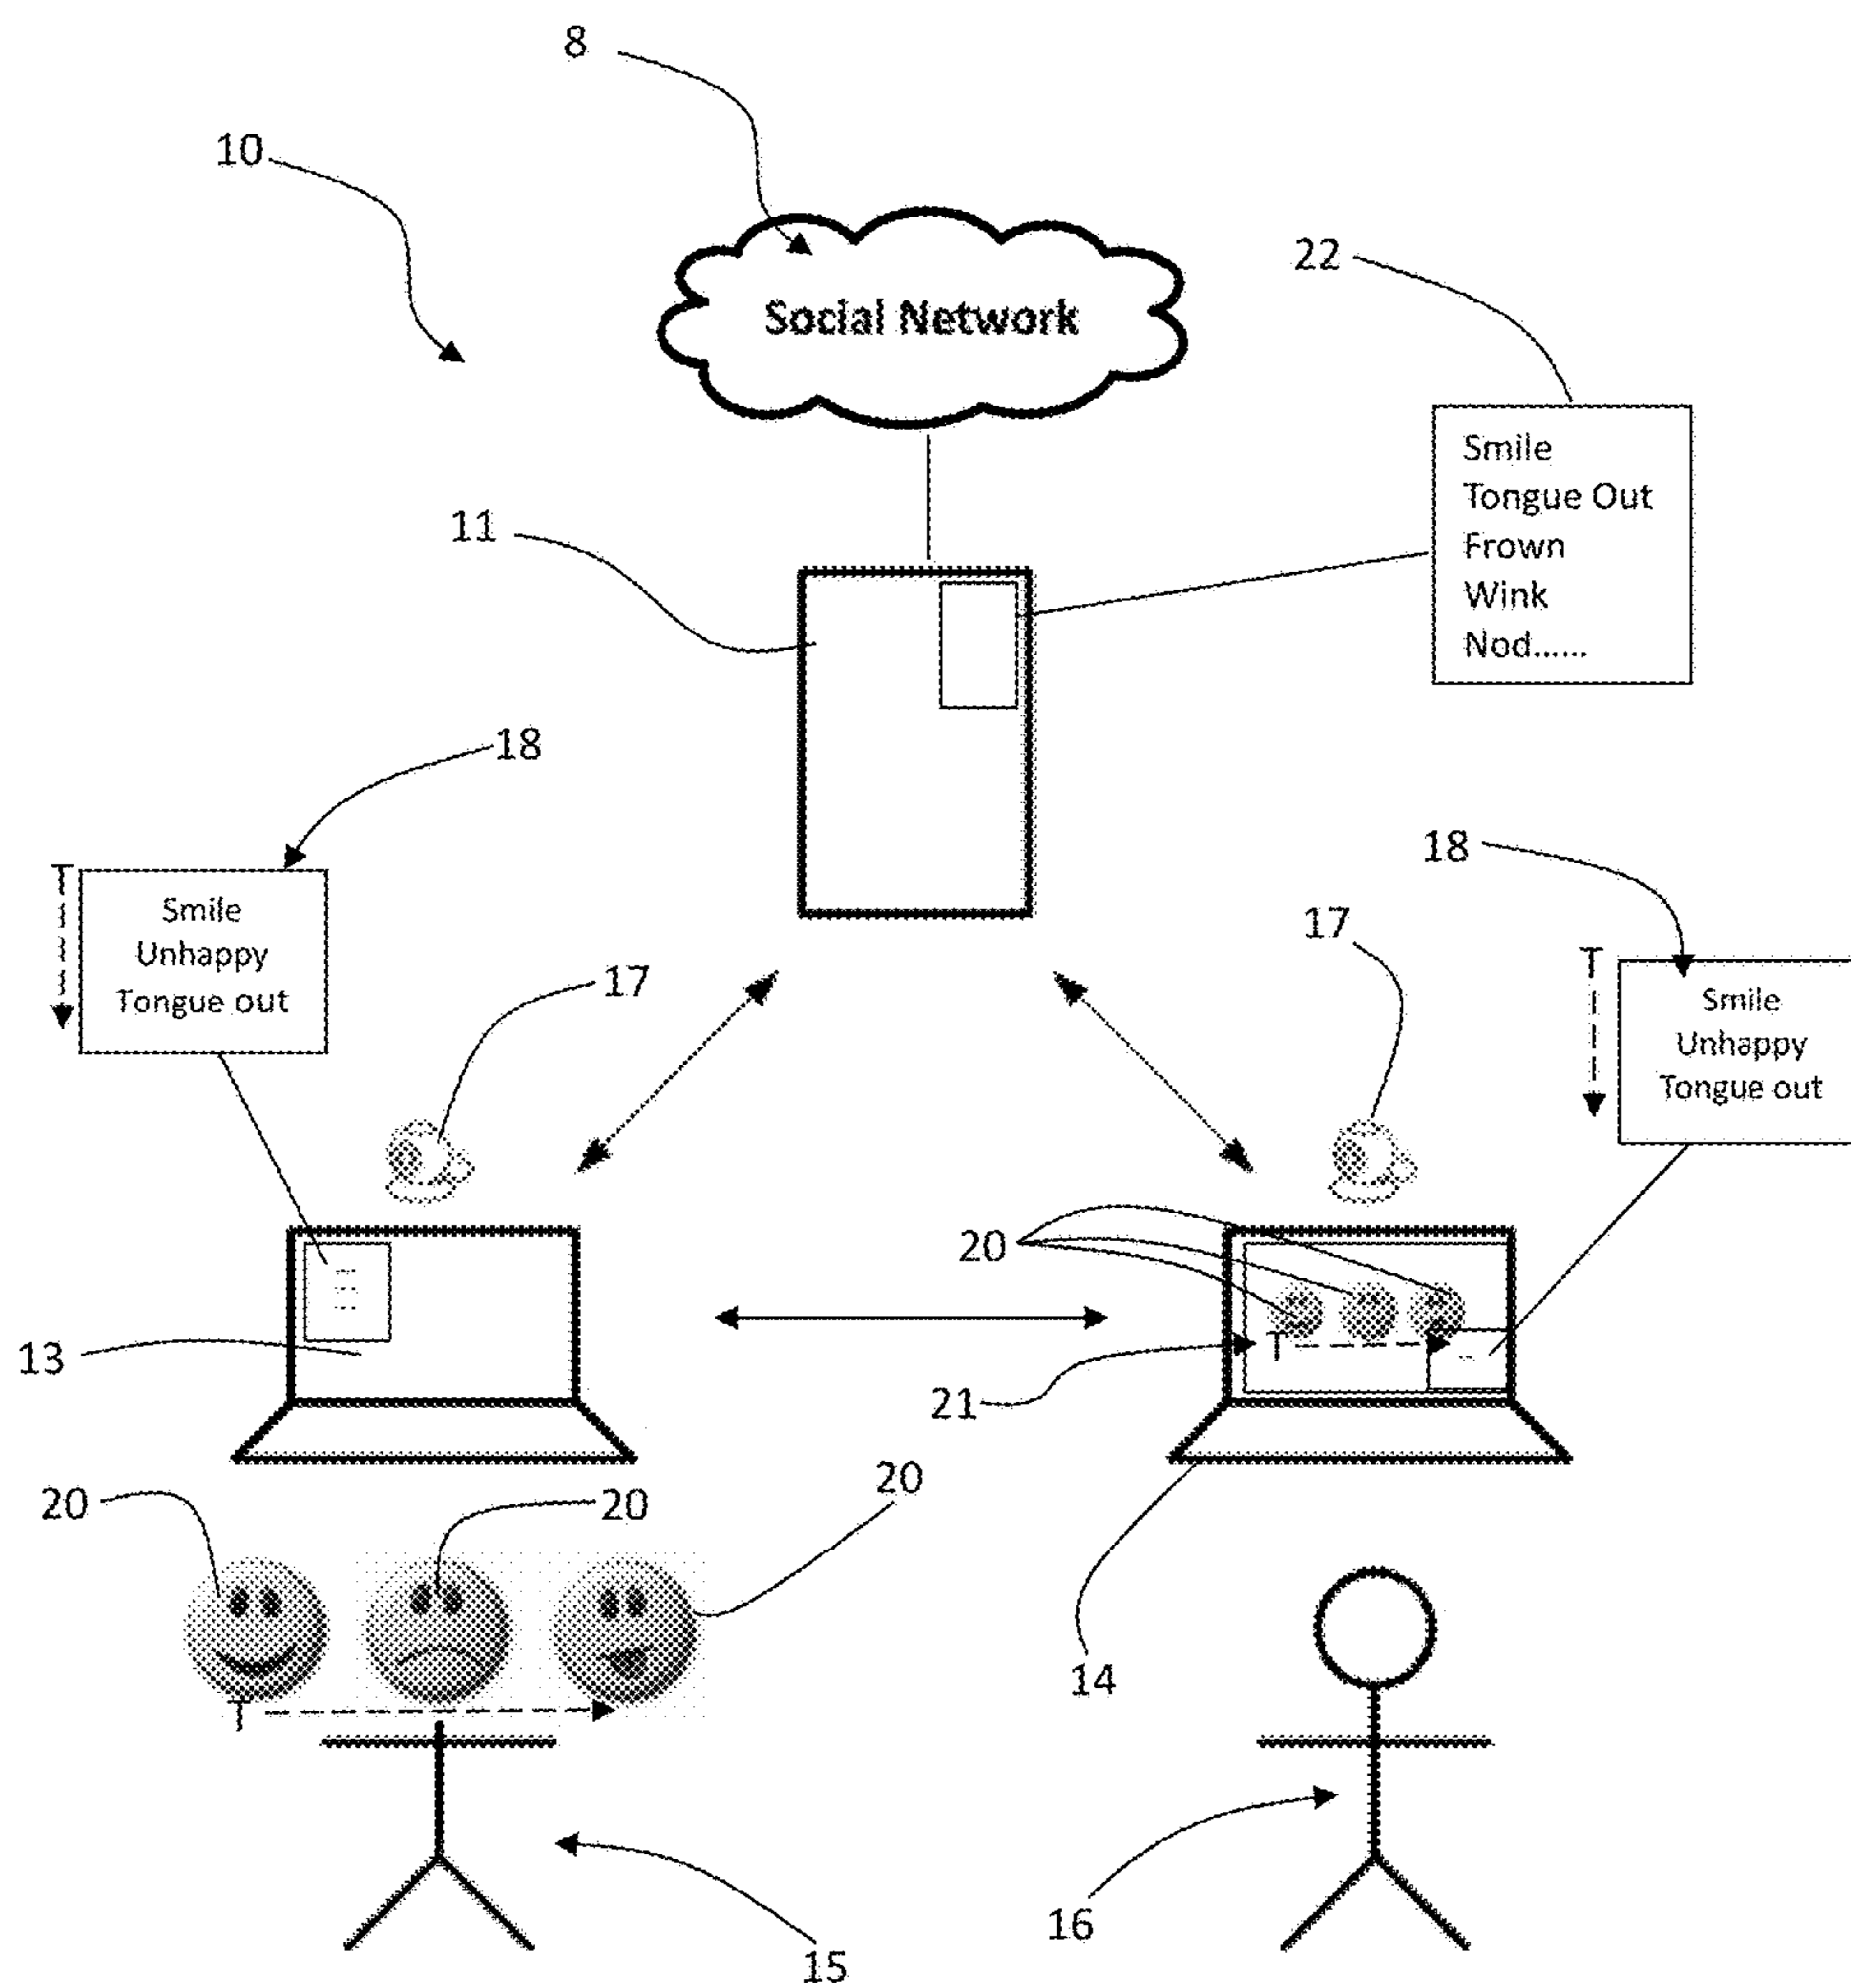 8
10
Social Network
22
Smile
Tongue Out
Frown
Wink
Nod......
11
18
T
Smile
Unhappy
Tongue out
18
17
T
Smile
Unhappy
Tongue out
17
20
T
13
21
20
20
20
T
14
16
15